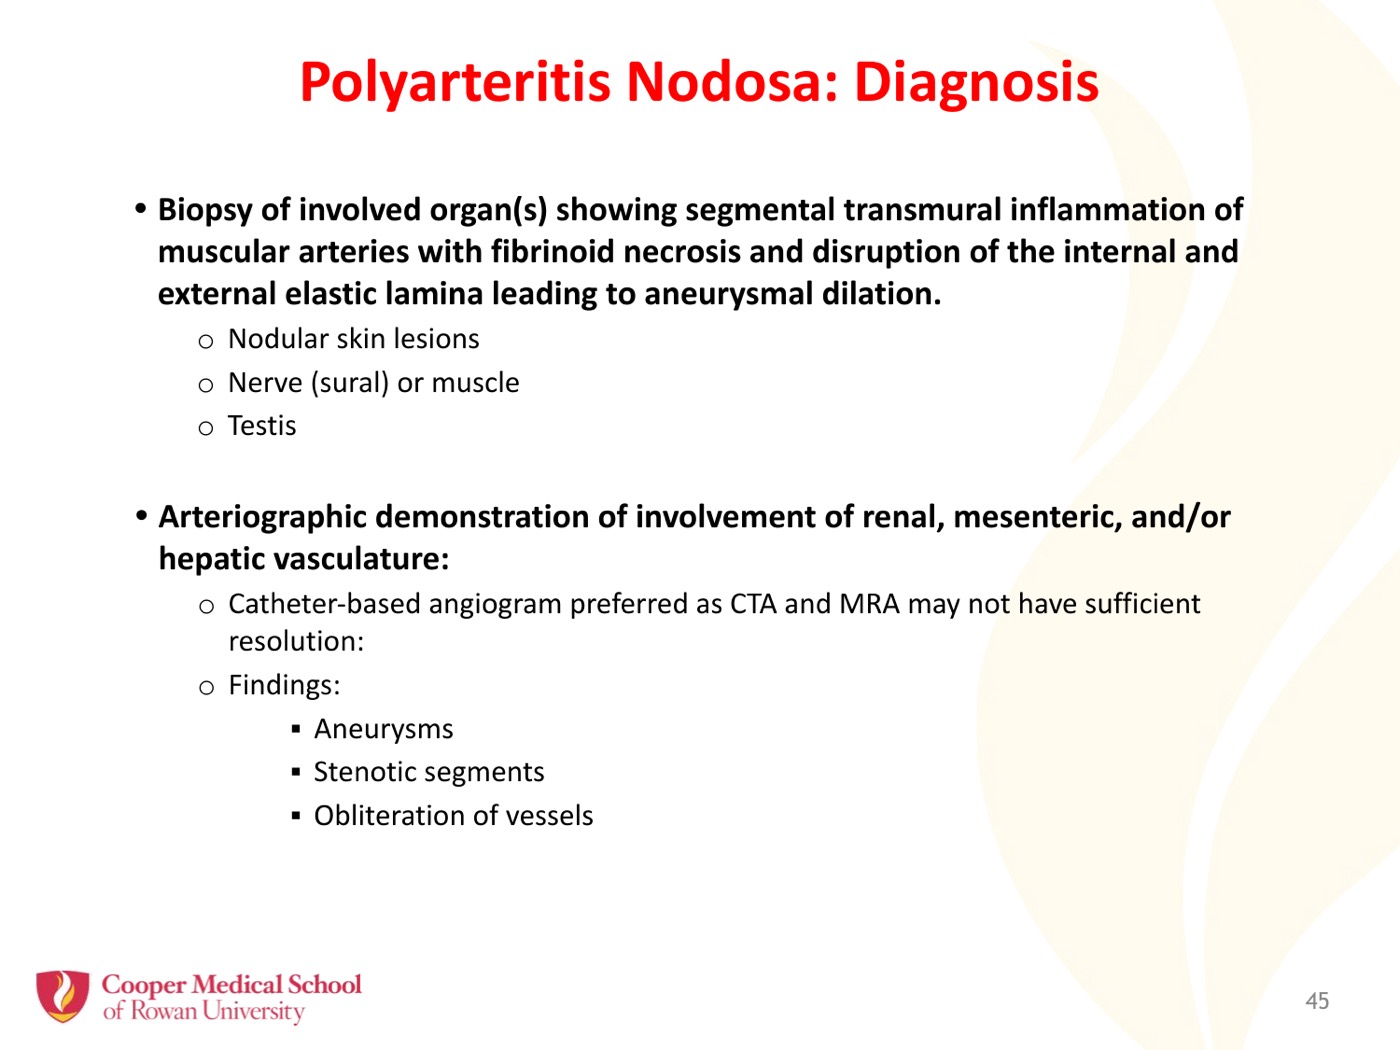 Polyarteritis Nodosa: Diagnosis
• Biopsy of involved organ(s) showing segmental transmural inflammation of
muscular arteries with fibrinoid necrosis and disruption of the internal and
external elastic lamina leading to aneurysmal dilation.
o Nodular skin lesions
o Nerve (sural) or muscle
o Testis
• Arteriographic demonstration of involvement of renal, mesenteric, and/or
hepatic vasculature:
o Catheter-based angiogram preferred as CTA and MRA may not have sufficient
resolution:
o Findings:
▪ Aneurysms
▪ Stenotic segments
▪ Obliteration of vessels
Cooper Medical School
of Rowan University
45